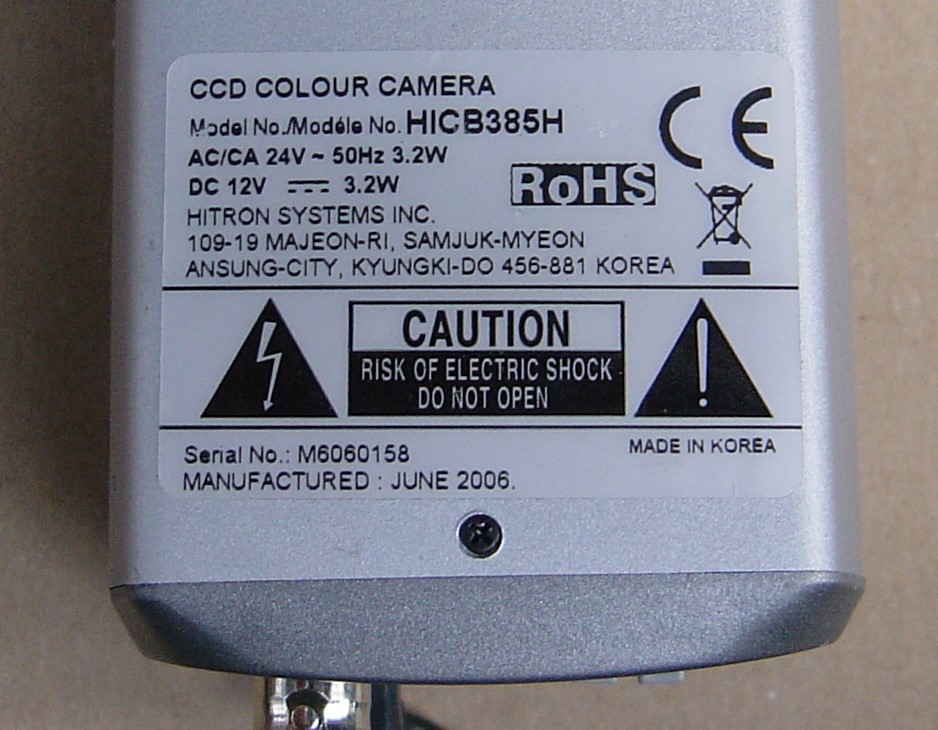 CCD COLOUR CAMERA
Model No./Modéle No. HICB385H
AC/CA 24V ~ 50Hz 3.2W
DC 12V ⎓ 3.2W
RoHS
CE
HITRON SYSTEMS INC.
109-19 MAJEON-RI, SAMJUK-MYEON
ANSUNG-CITY, KYUNGKI-DO 456-881 KOREA
CAUTION
RISK OF ELECTRIC SHOCK
DO NOT OPEN
Serial No.: M6060158
MADE IN KOREA
MANUFACTURED : JUNE 2006.